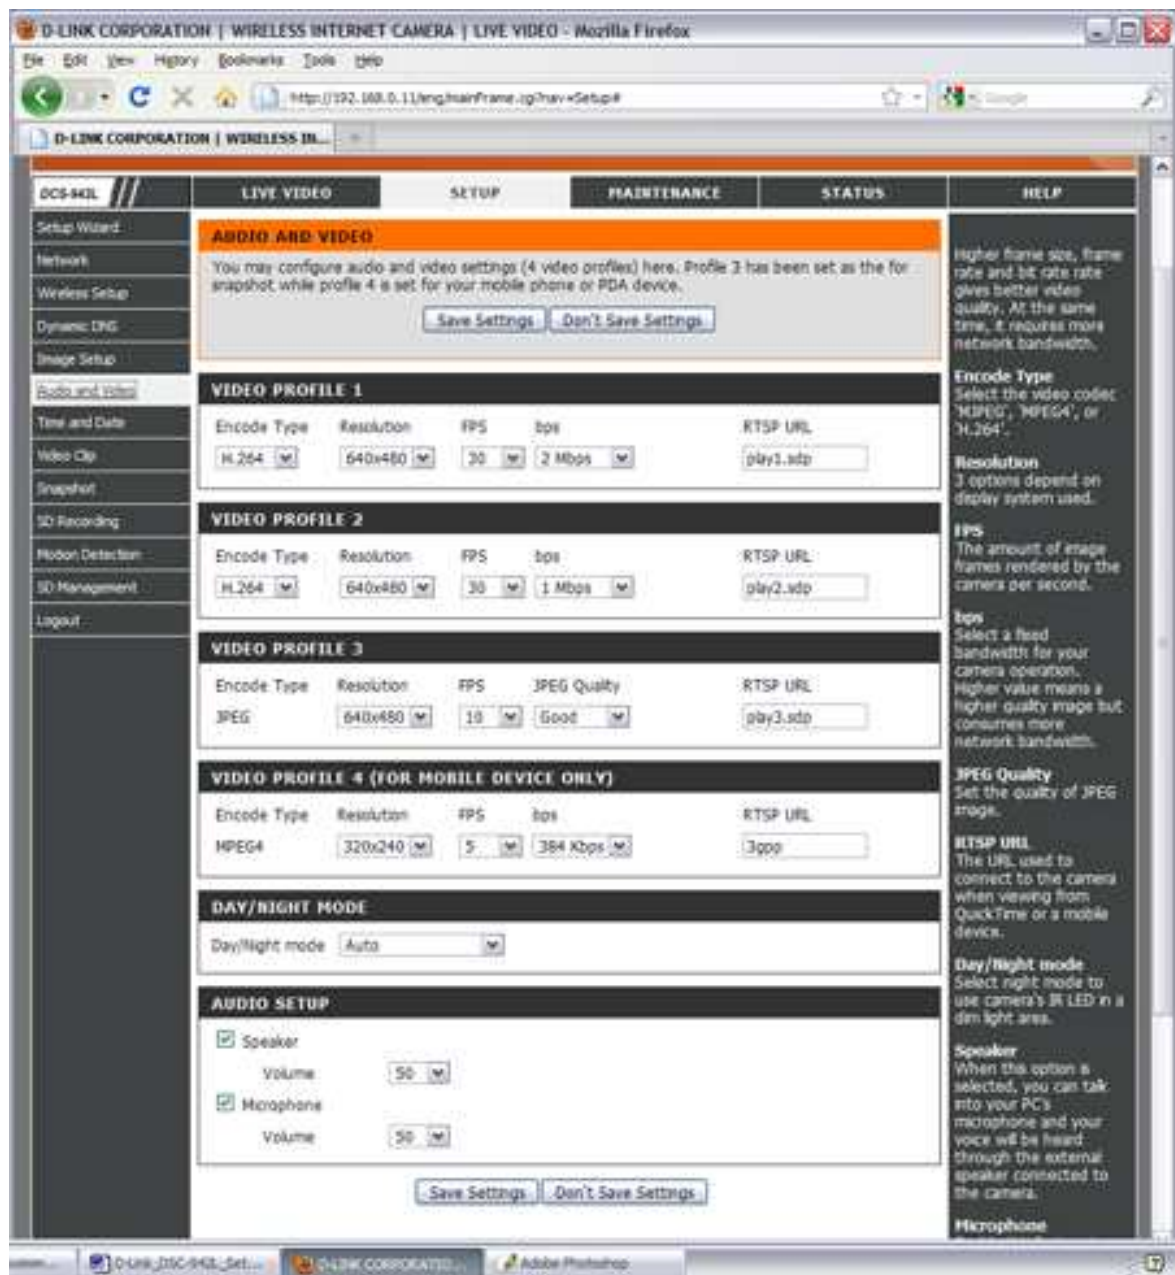 D-LINK CORPORATION | WIRELESS INTERNET CAMERA | LIVE VIDEO - Mozilla Firefox
File Edit View History Bookmarks Tools Help
http://192.168.0.11/eng/mainFrame.cgi?nav=Setup#
Google
D-LINK CORPORATION | WIRELESS IN...
DCS-942L
LIVE VIDEO SETUP MAINTENANCE STATUS HELP
Setup Wizard
Network
Wireless Setup
Dynamic DNS
Image Setup
Audio and Video
Time and Date
Video Clip
Snapshot
SD Recording
Motion Detection
SD Management
Logout
AUDIO AND VIDEO
You may configure audio and video settings (4 video profiles) here. Profile 3 has been set as the for
snapshot while profile 4 is set for your mobile phone or PDA device.
Save Settings Don't Save Settings
VIDEO PROFILE 1
Encode Type Resolution FPS bps RTSP URL
H.264 640x480 30 2 Mbps play1.sdp
VIDEO PROFILE 2
Encode Type Resolution FPS bps RTSP URL
H.264 640x480 30 1 Mbps play2.sdp
VIDEO PROFILE 3
Encode Type Resolution FPS JPEG Quality RTSP URL
JPEG 640x480 10 Good play3.sdp
VIDEO PROFILE 4 (FOR MOBILE DEVICE ONLY)
Encode Type Resolution FPS bps RTSP URL
MPEG4 320x240 5 384 Kbps 3gpp
DAY/NIGHT MODE
Day/Night mode Auto
AUDIO SETUP
Speaker
Volume 50
Microphone
Volume 50
Save Settings Don't Save Settings
Higher frame size, frame
rate and bit rate rate
gives better video
quality. At the same
time, it requires more
network bandwidth.
Encode Type
Select the video codec
'MJPEG', 'MPEG4', or
'H.264'.
Resolution
3 options depend on
display system used.
FPS
The amount of image
frames rendered by the
camera per second.
bps
Select a fixed
bandwidth for your
camera operation.
Higher value means a
higher quality image but
consumes more
network bandwidth.
JPEG Quality
Set the quality of JPEG
image.
RTSP URL
The URL used to
connect to the camera
when viewing from
QuickTime or a mobile
device.
Day/Night mode
Select night mode to
use camera's IR LED in a
dim light area.
Speaker
When this option is
selected, you can talk
into your PC's
microphone and your
voice will be heard
through the external
speaker connected to
the camera.
Microphone
D-Link_DSC-942L_Set... D-LINK CORPORATIO... Adobe Photoshop